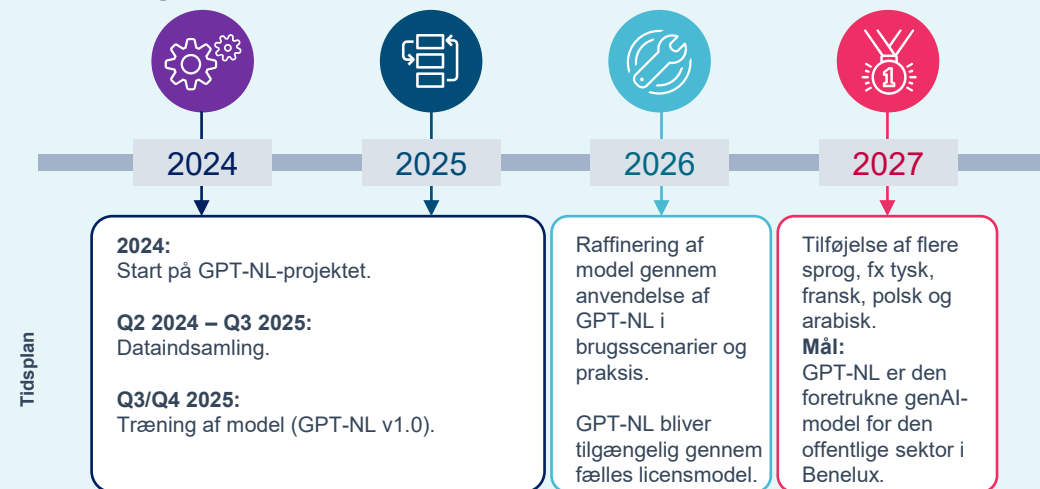 2024
2025
2026
2027
Tidsplan
2024:
Start på GPT-NL-projektet.
Q2 2024 – Q3 2025:
Dataindsamling.
Q3/Q4 2025:
Træning af model (GPT-NL v1.0).
Raffinering af
model gennem
anvendelse af
GPT-NL i
brugsscenarier og
praksis.
GPT-NL bliver
tilgængelig gennem
fælles licensmodel.
Tilføjelse af flere
sprog, fx tysk,
fransk, polsk og
arabisk.
Mål:
GPT-NL er den
foretrukne genAI-
model for den
offentlige sektor i
Benelux.
1